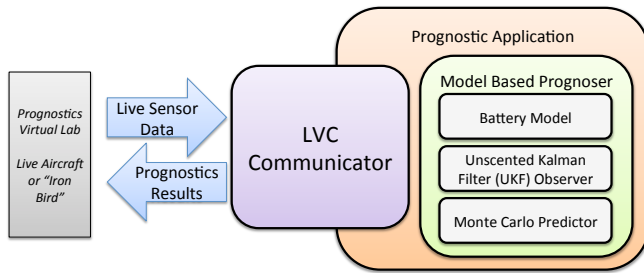 Prognostic Application
Prognostics
Virtual Lab
Live Aircraft
or “Iron
Bird”
Live Sensor
Data
Prognostics
Results
LVC
Communicator
Model Based Prognoser
Battery Model
Unscented Kalman
Filter (UKF) Observer
Monte Carlo Predictor